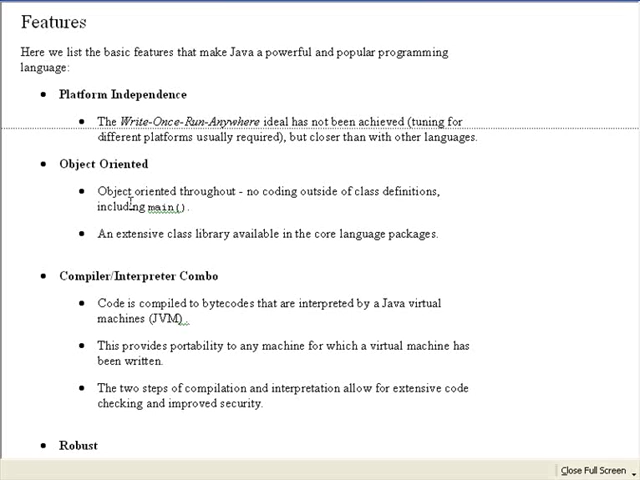 Features
Here we list the basic features that make Java a powerful and popular programming
language:
Platform Independence
The Write-Once-Run-Anywhere ideal has not been achieved (tuning for
different platforms usually required), but closer than with other languages.
Object Oriented
Object oriented throughout - no coding outside of class definitions,
including main().
An extensive class library available in the core language packages.
Compiler/Interpreter Combo
Code is compiled to bytecodes that are interpreted by a Java virtual
machines (JVM) .
This provides portability to any machine for which a virtual machine has
been written.
The two steps of compilation and interpretation allow for extensive code
checking and improved security.
Robust
Close Full Screen